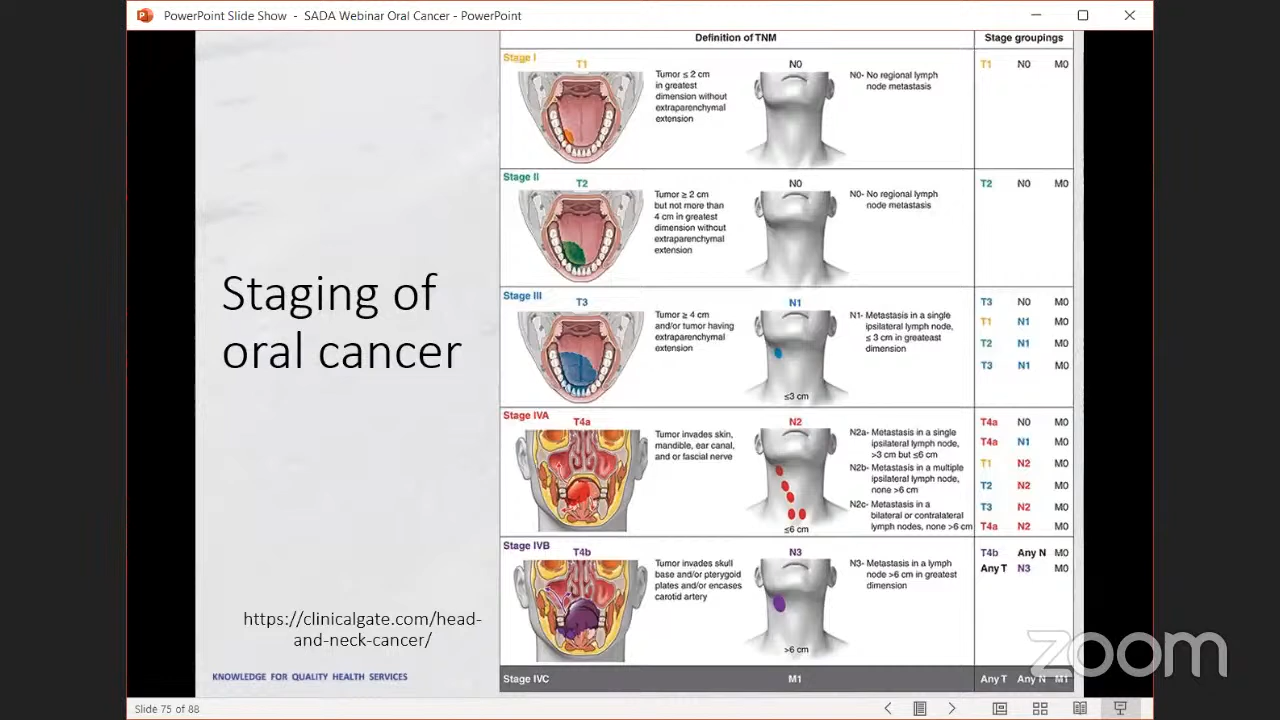 PowerPoint Slide Show - SADA Webinar Oral Cancer - PowerPoint
Definition of TNM
Stage groupings
Staging of
oral cancer
https://clinicalgate.com/head-
and-neck-cancer/
KNOWLEDGE FOR QUALITY HEALTH SERVICES
Stage I
T1
Tumor ≤ 2 cm
in greatest
dimension without
extraparenchymal
extension
N0
N0- No regional lymph
node metastasis
T1 N0 M0
Stage II
T2
Tumor ≥ 2 cm
but not more than
4 cm in greatest
dimension without
extraparenchymal
extension
N0
N0- No regional lymph
node metastasis
T2 N0 M0
Stage III
T3
Tumor ≥ 4 cm
and/or tumor having
extraparenchymal
extension
N1
≤3 cm
N1- Metastasis in a single
ipsilateral lymph node,
≤ 3 cm in greateast
dimension
T3 N0 M0
T1 N1 M0
T2 N1 M0
T3 N1 M0
Stage IVA
T4a
Tumor invades skin,
mandible, ear canal,
and or fascial nerve
N2
≤6 cm
N2a- Metastasis in a single
ipsilateral lymph node,
>3 cm but ≤6 cm
N2b- Metastasis in a multiple
ipsilateral lymph node,
none >6 cm
N2c- Metastasis in a
bilateral or contralateral
lymph nodes, none >6 cm
T4a N0 M0
T4a N1 M0
T1 N2 M0
T2 N2 M0
T3 N2 M0
T4a N2 M0
Stage IVB
T4b
Tumor invades skull
base and/or pterygoid
plates and/or encases
carotid artery
N3
>6 cm
N3- Metastasis in a lymph
node >6 cm in greatest
dimension
T4b Any N M0
Any T N3 M0
Stage IVC
M1
Any T Any N M1
zoom
Slide 75 of 88